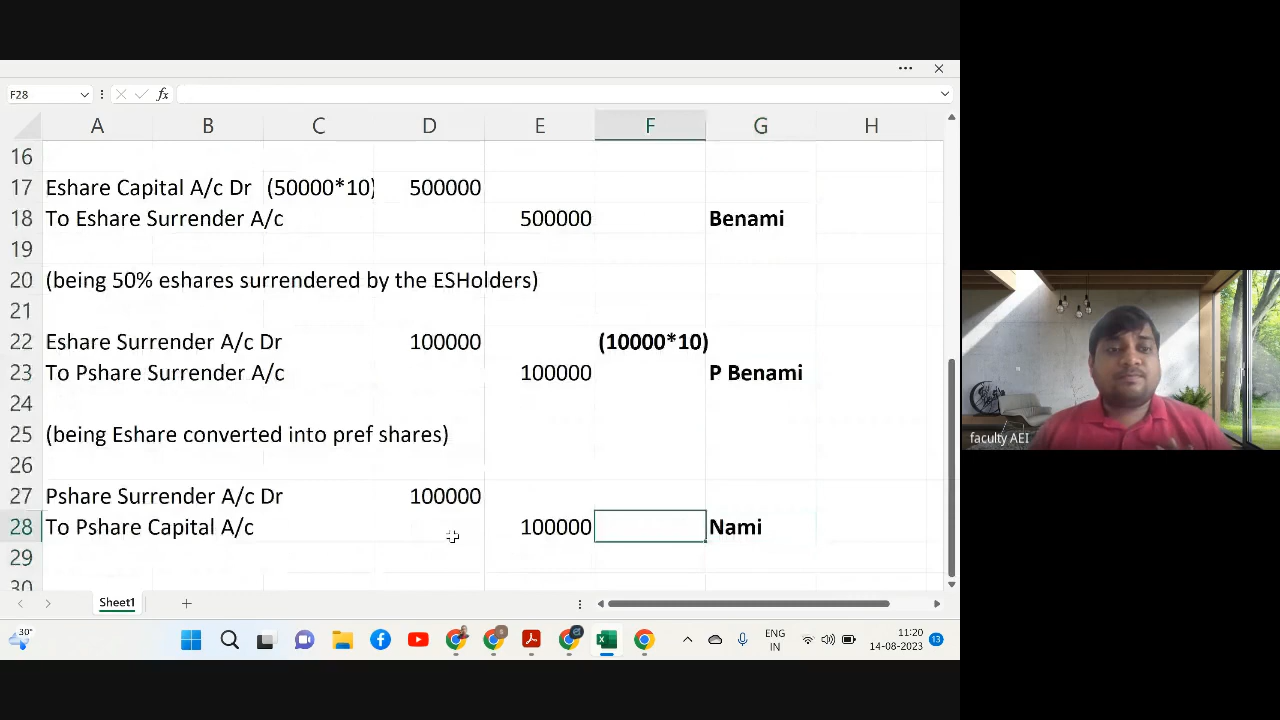 F28
fx
A B C D E F G H
16
17 Eshare Capital A/c Dr (50000*10) 500000
18 To Eshare Surrender A/c 500000 Benami
19
20 (being 50% eshares surrendered by the ESHolders)
21
22 Eshare Surrender A/c Dr 100000 (10000*10)
23 To Pshare Surrender A/c 100000 P Benami
24
25 (being Eshare converted into pref shares)
26
27 Pshare Surrender A/c Dr 100000
28 To Pshare Capital A/c 100000 Nami
29
30
Sheet1
faculty AEI
30°
ENG
IN
11:20
14-08-2023
13